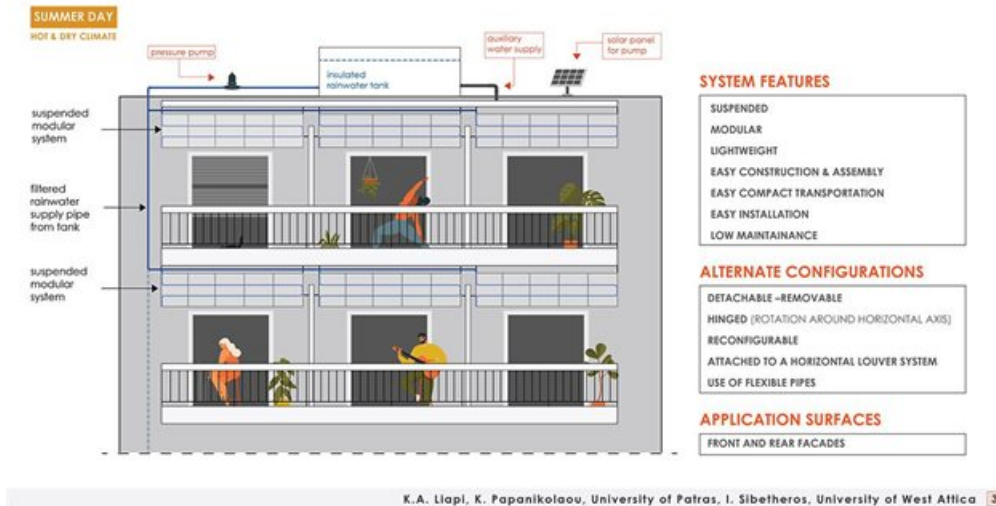 SUMMER DAY
HOT & DRY CLIMATE
pressure pump
insulated
rainwater tank
auxiliary
water supply
solar panel
for pump
suspended
modular
system
filtered
rainwater
supply pipe
from tank
suspended
modular
system
SYSTEM FEATURES
SUSPENDED
MODULAR
LIGHTWEIGHT
EASY CONSTRUCTION & ASSEMBLY
EASY COMPACT TRANSPORTATION
EASY INSTALLATION
LOW MAINTAINANCE
ALTERNATE CONFIGURATIONS
DETACHABLE –REMOVABLE
HINGED (ROTATION AROUND HORIZONTAL AXIS)
RECONFIGURABLE
ATTACHED TO A HORIZONTAL LOUVER SYSTEM
USE OF FLEXIBLE PIPES
APPLICATION SURFACES
FRONT AND REAR FACADES
K.A. Liapi, K. Papanikolaou, University of Patras, I. Sibetheros, University of West Attica 3